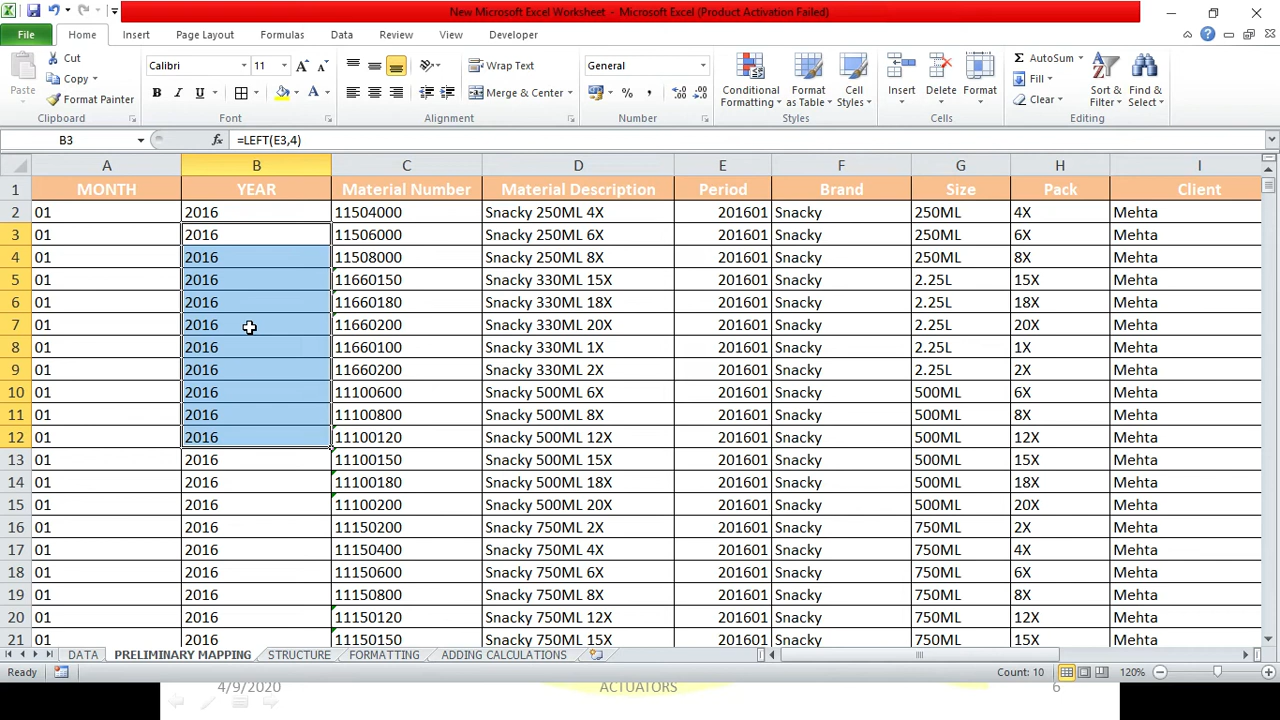 New Microsoft Excel Worksheet - Microsoft Excel (Product Activation Failed)
File Home Insert Page Layout Formulas Data Review View Developer
Paste Cut Copy Format Painter Clipboard
Calibri 11 B I U A Font
Wrap Text Merge & Center Alignment
General % , Number
Conditional Formatting Format as Table Cell Styles Styles
Insert Delete Format Cells
Σ AutoSum Fill Clear Sort & Filter Find & Select Editing
B3 fx =LEFT(E3,4)
A B C D E F G H I
1 MONTH YEAR Material Number Material Description Period Brand Size Pack Client
2 01 2016 11504000 Snacky 250ML 4X 201601 Snacky 250ML 4X Mehta
3 01 2016 11506000 Snacky 250ML 6X 201601 Snacky 250ML 6X Mehta
4 01 2016 11508000 Snacky 250ML 8X 201601 Snacky 250ML 8X Mehta
5 01 2016 11660150 Snacky 330ML 15X 201601 Snacky 2.25L 15X Mehta
6 01 2016 11660180 Snacky 330ML 18X 201601 Snacky 2.25L 18X Mehta
7 01 2016 11660200 Snacky 330ML 20X 201601 Snacky 2.25L 20X Mehta
8 01 2016 11660100 Snacky 330ML 1X 201601 Snacky 2.25L 1X Mehta
9 01 2016 11660200 Snacky 330ML 2X 201601 Snacky 2.25L 2X Mehta
10 01 2016 11100600 Snacky 500ML 6X 201601 Snacky 500ML 6X Mehta
11 01 2016 11100800 Snacky 500ML 8X 201601 Snacky 500ML 8X Mehta
12 01 2016 11100120 Snacky 500ML 12X 201601 Snacky 500ML 12X Mehta
13 01 2016 11100150 Snacky 500ML 15X 201601 Snacky 500ML 15X Mehta
14 01 2016 11100180 Snacky 500ML 18X 201601 Snacky 500ML 18X Mehta
15 01 2016 11100200 Snacky 500ML 20X 201601 Snacky 500ML 20X Mehta
16 01 2016 11150200 Snacky 750ML 2X 201601 Snacky 750ML 2X Mehta
17 01 2016 11150400 Snacky 750ML 4X 201601 Snacky 750ML 4X Mehta
18 01 2016 11150600 Snacky 750ML 6X 201601 Snacky 750ML 6X Mehta
19 01 2016 11150800 Snacky 750ML 8X 201601 Snacky 750ML 8X Mehta
20 01 2016 11150120 Snacky 750ML 12X 201601 Snacky 750ML 12X Mehta
21 01 2016 11150150 Snacky 750ML 15X 201601 Snacky 750ML 15X Mehta
DATA PRELIMINARY MAPPING STRUCTURE FORMATTING ADDING CALCULATIONS
Ready Count: 10 120%
4/9/2020 ACTUATORS 6